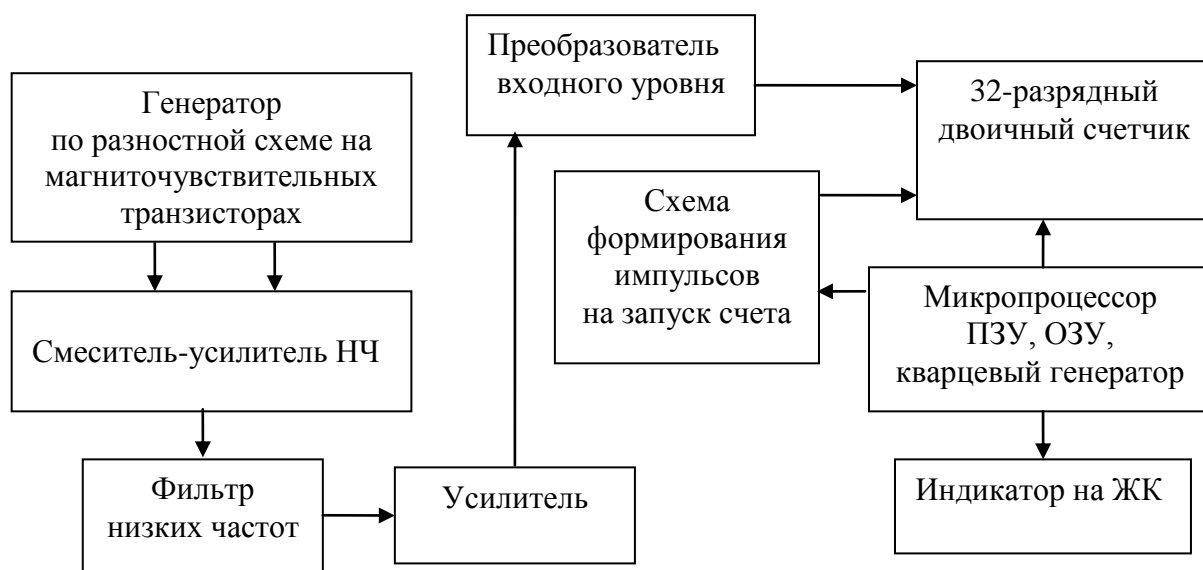 Генератор
по разностной схеме на
магниточувствительных
транзисторах
Смеситель-усилитель НЧ
Фильтр
низких частот
Усилитель
Преобразователь
входного уровня
32-разрядный
двоичный счетчик
Схема
формирования
импульсов
на запуск счета
Микропроцессор
ПЗУ, ОЗУ,
кварцевый генератор
Индикатор на ЖК